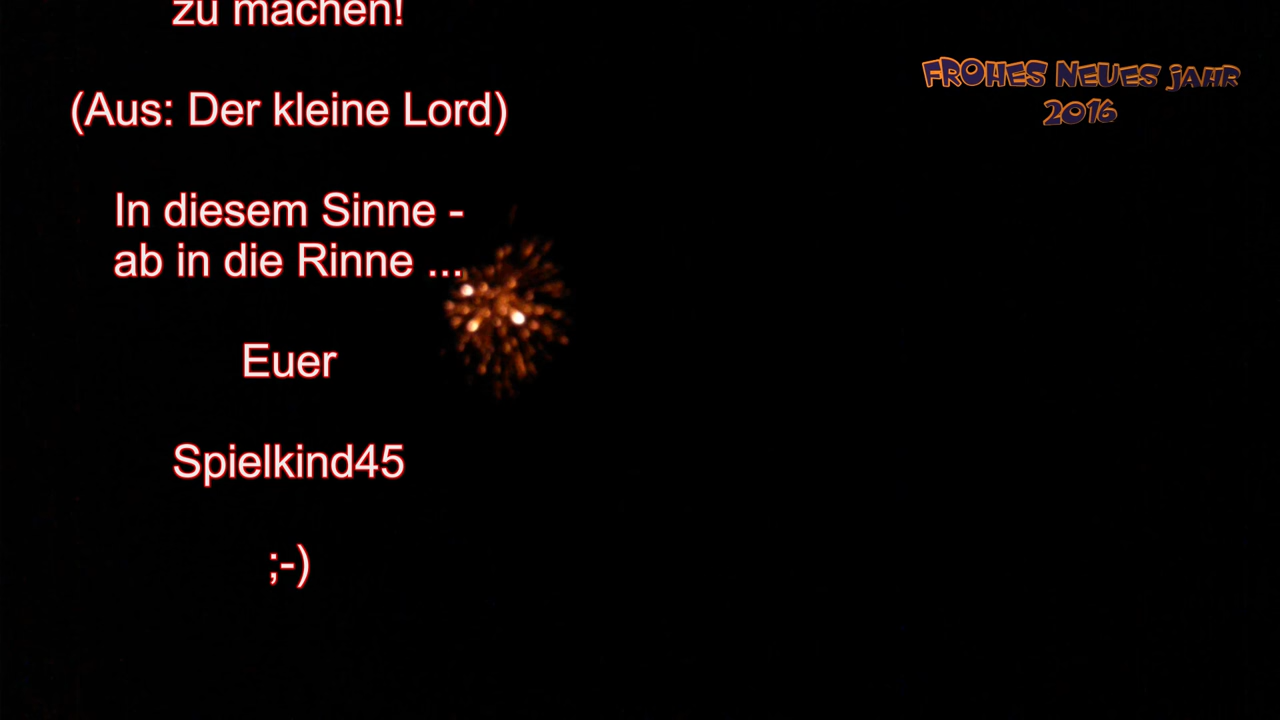 zu machen!
(Aus: Der kleine Lord)
In diesem Sinne -
ab in die Rinne ...
Euer
Spielkind45
;-)
FROHES NEUES JAHR
2016